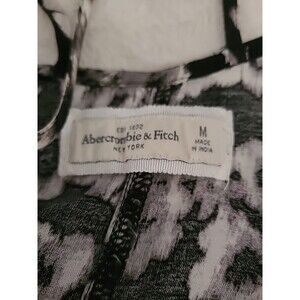 EST 1892
Abercrombie & Fitch
NEW YORK
M
MADE
IN INDIA